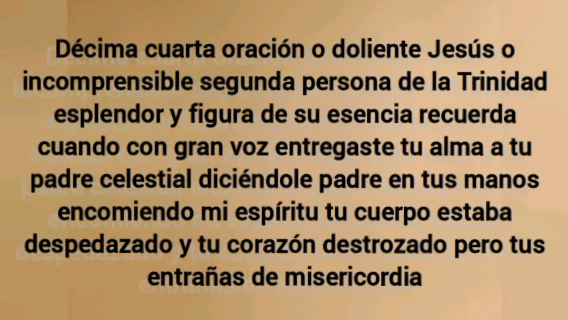 Décima cuarta oración o doliente Jesús o
incomprensible segunda persona de la Trinidad
esplendor y figura de su esencia recuerda
cuando con gran voz entregaste tu alma a tu
padre celestial diciéndole padre en tus manos
encomiendo mi espíritu tu cuerpo estaba
despedazado y tu corazón destrozado pero tus
entrañas de misericordia